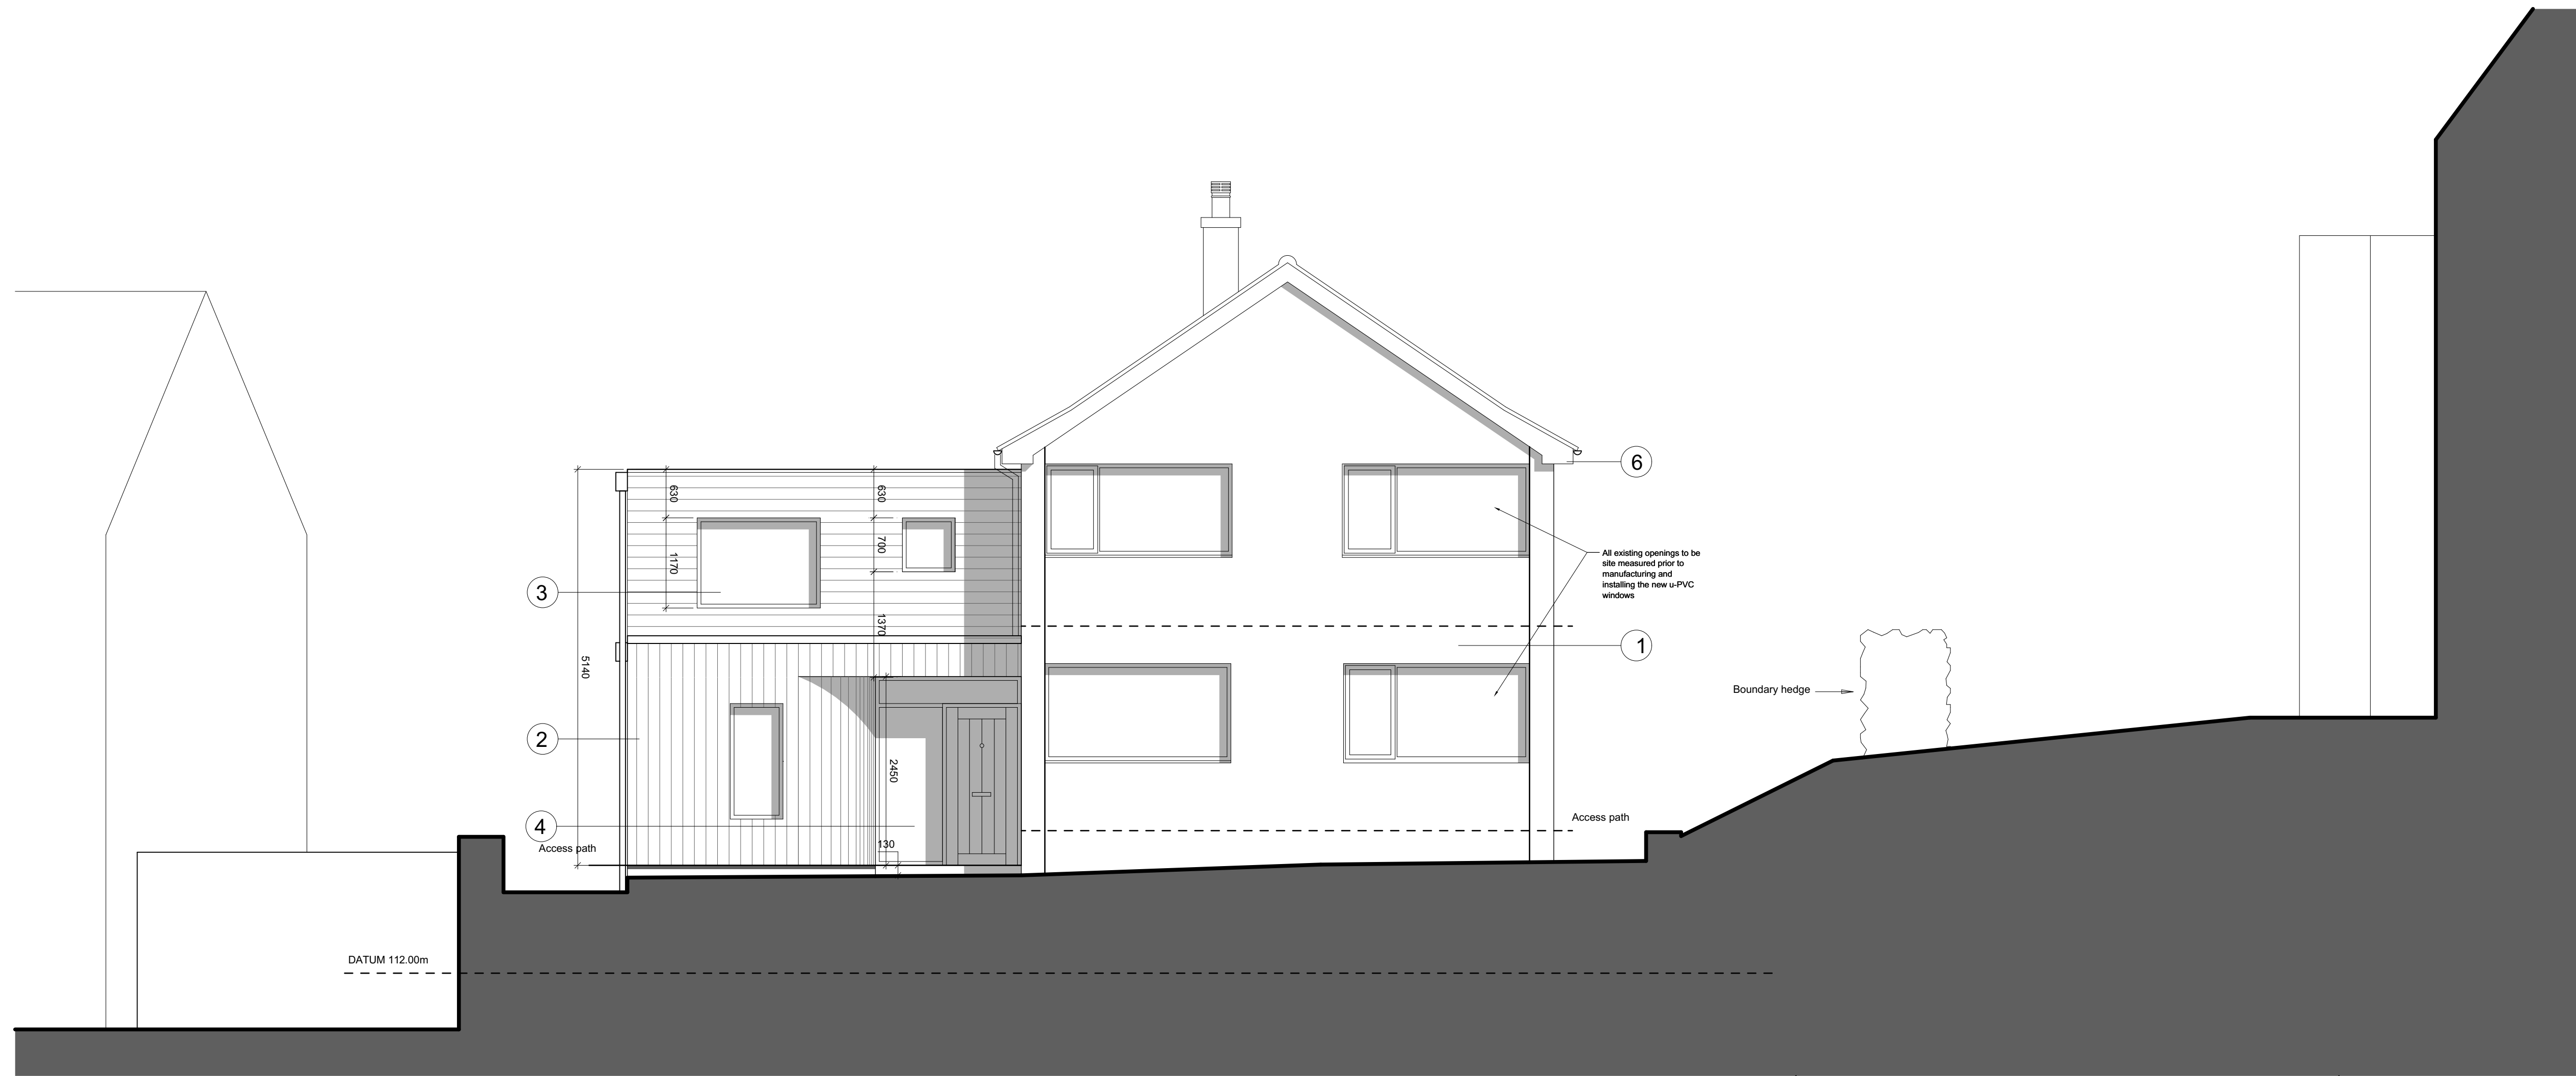 6
630
630
700
1170
All existing openings to be
site measured prior to
manufacturing and
installing the new u-PVC
windows
3
1370
1
5140
Boundary hedge
2
2450
Access path
4
130
Access path
DATUM 112.00m